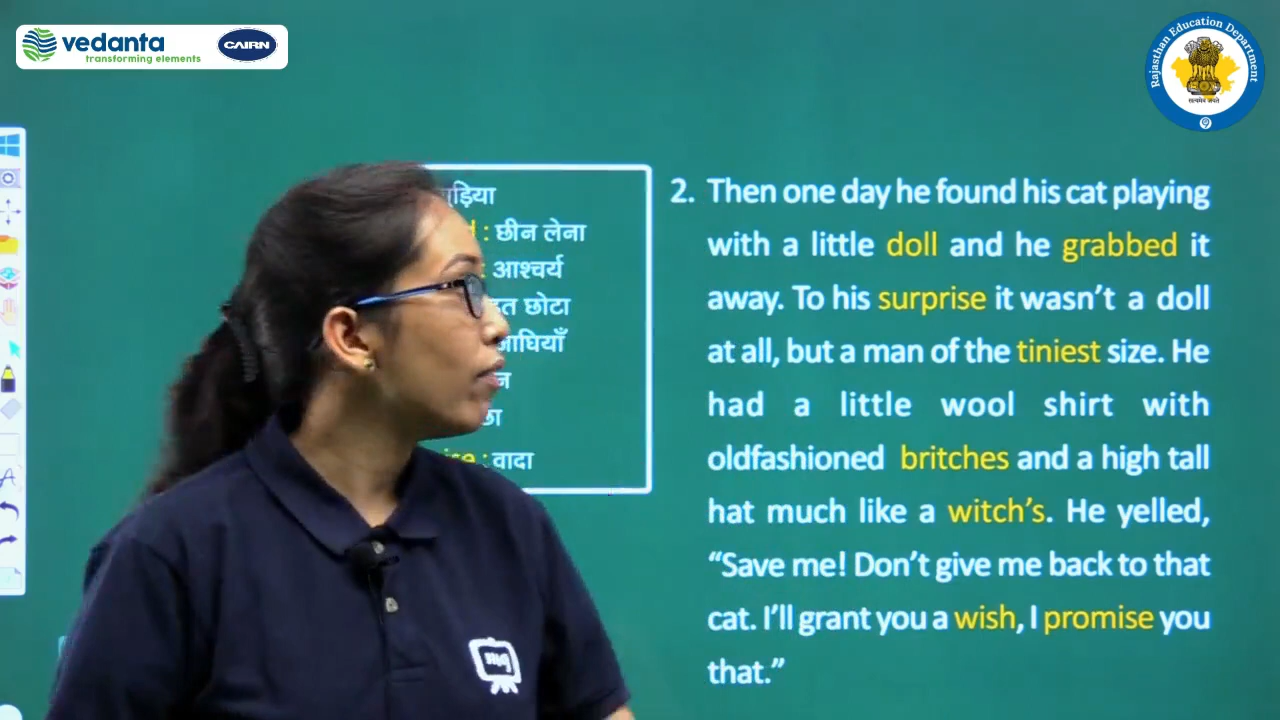 vedanta
transforming elements
CAIRN
Rajasthan Education Department
सत्यमेव जयते
: छीन लेना
: आश्चर्य
छोटा
: वादा
2. Then one day he found his cat playing
with a little doll and he grabbed it
away. To his surprise it wasn't a doll
at all, but a man of the tiniest size. He
had a little wool shirt with
oldfashioned britches and a high tall
hat much like a witch's. He yelled,
“Save me! Don't give me back to that
cat. I'll grant you a wish, I promise you
that.”